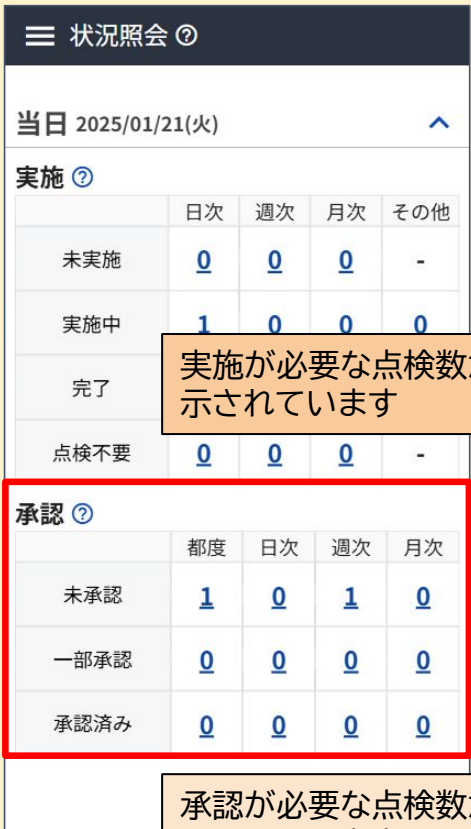 状況照会
当日 2025/01/21(火)
実施
日次 週次 月次 その他
未実施 0 0 0 -
実施中 1 0 0 0
実施が必要な点検数
示されています
完了
点検不要 0 0 0 -
承認
都度 日次 週次 月次
未承認 1 0 1 0
一部承認 0 0 0 0
承認済み 0 0 0 0
承認が必要な点検数